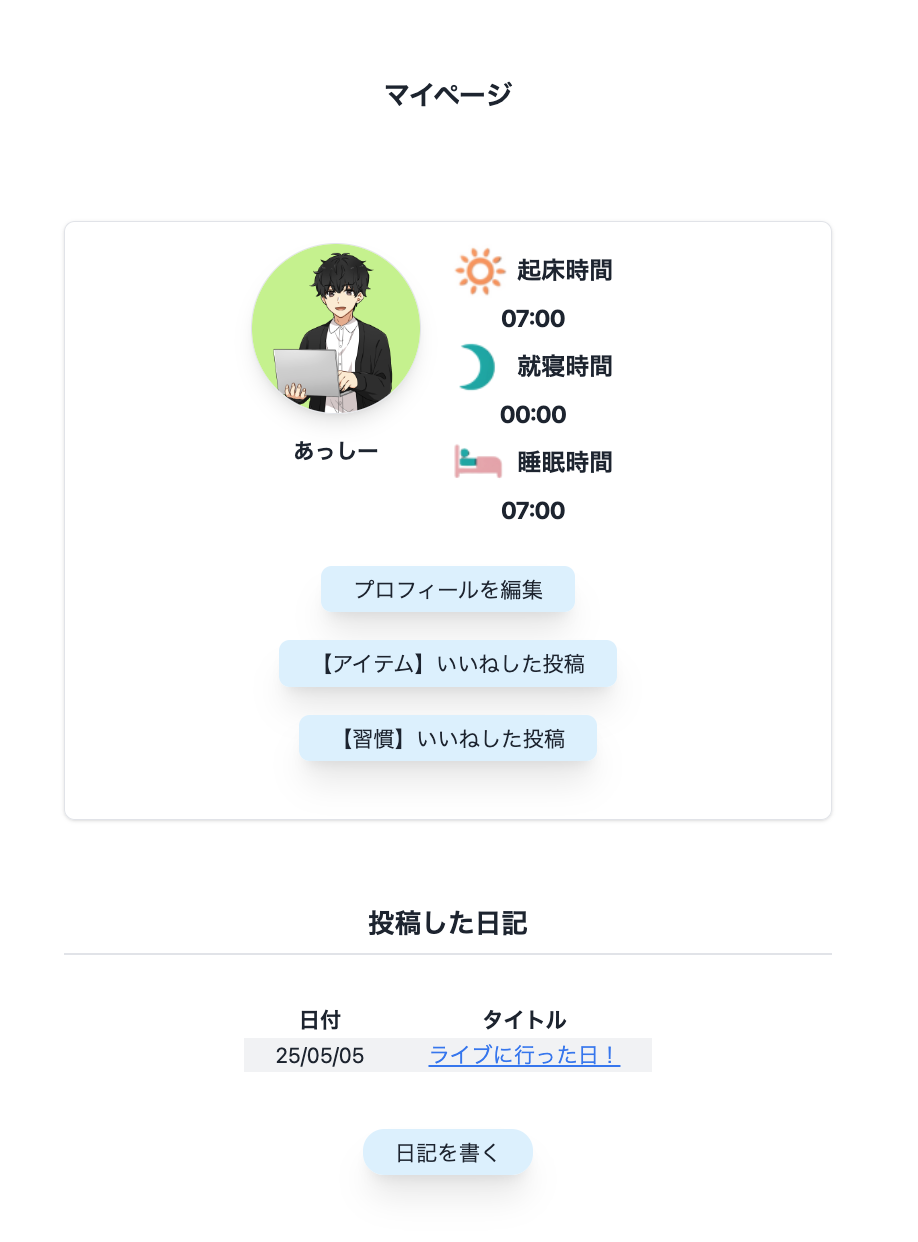 マイページ
起床時間
07:00
就寝時間
00:00
あっしー
睡眠時間
07:00
プロフィールを編集
【アイテム】いいねした投稿
【習慣】いいねした投稿
投稿した日記
日付 タイトル
25/05/05 ライブに行った日！
日記を書く